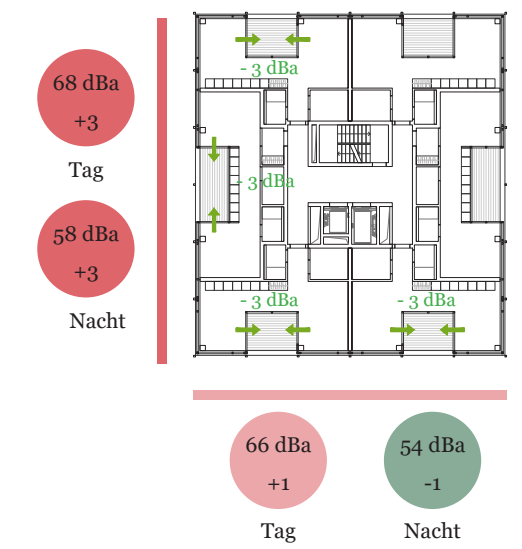 68 dBa
+3
Tag
58 dBa
+3
Nacht
- 3 dBa
- 3 dBa
- 3 dBa
- 3 dBa
66 dBa
+1
Tag
54 dBa
-1
Nacht